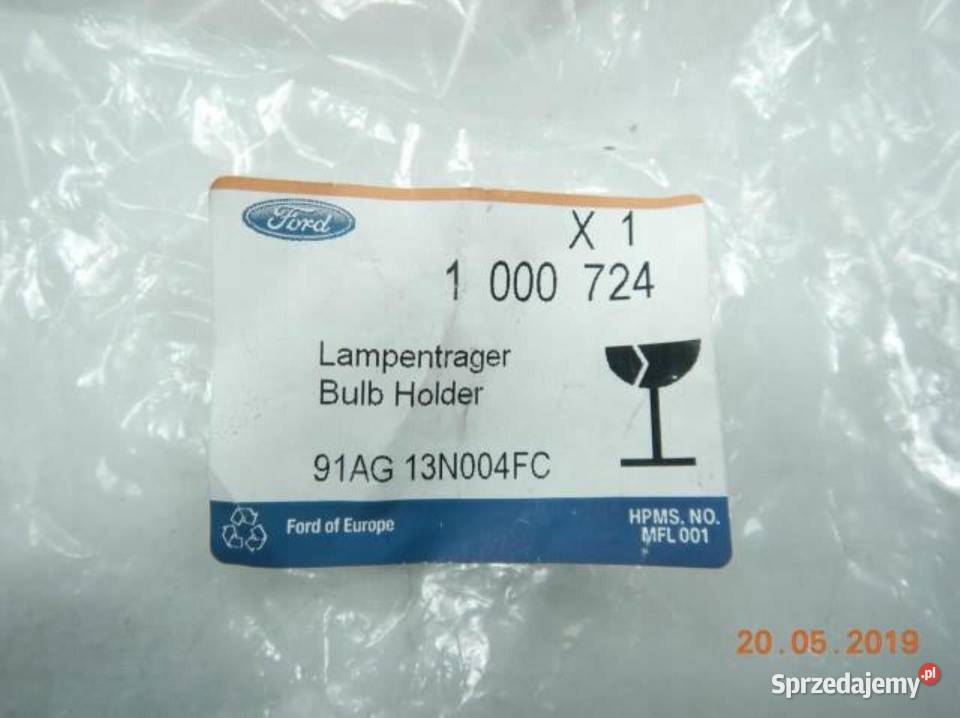 Ford
X 1
1 000 724
Lampentrager
Bulb Holder
91AG 13N004FC
Ford of Europe
HPMS. NO.
MFL 001
20.05.2019
Sprzedajemy.pl